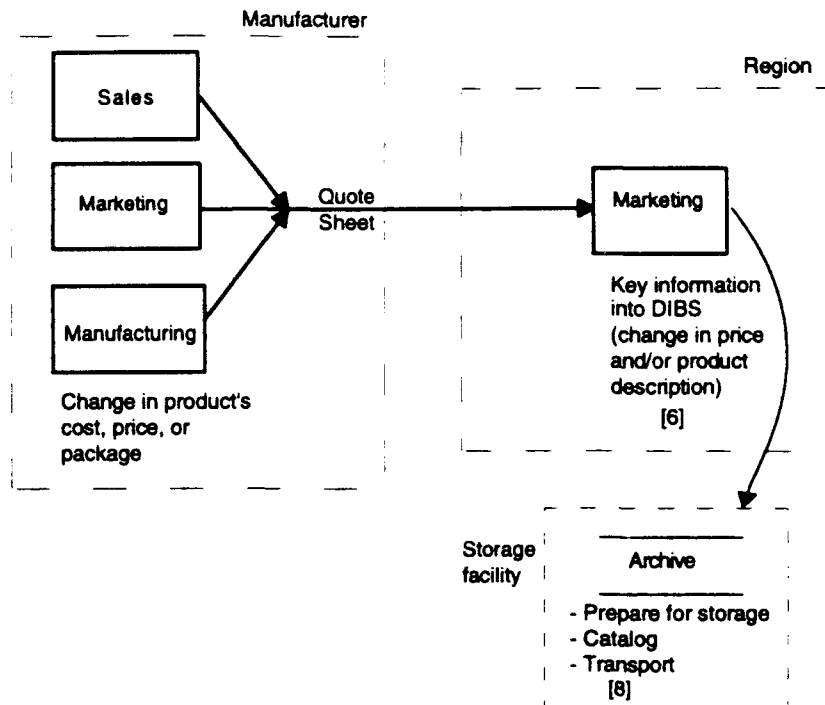 Manufacturer
Sales
Marketing
Manufacturing
Change in product's
cost, price, or
package
Quote
Sheet
Region
Marketing
Key information
into DIBS
(change in price
and/or product
description)
[6]
Storage
facility
Archive
- Prepare for storage
- Catalog
- Transport
[8]